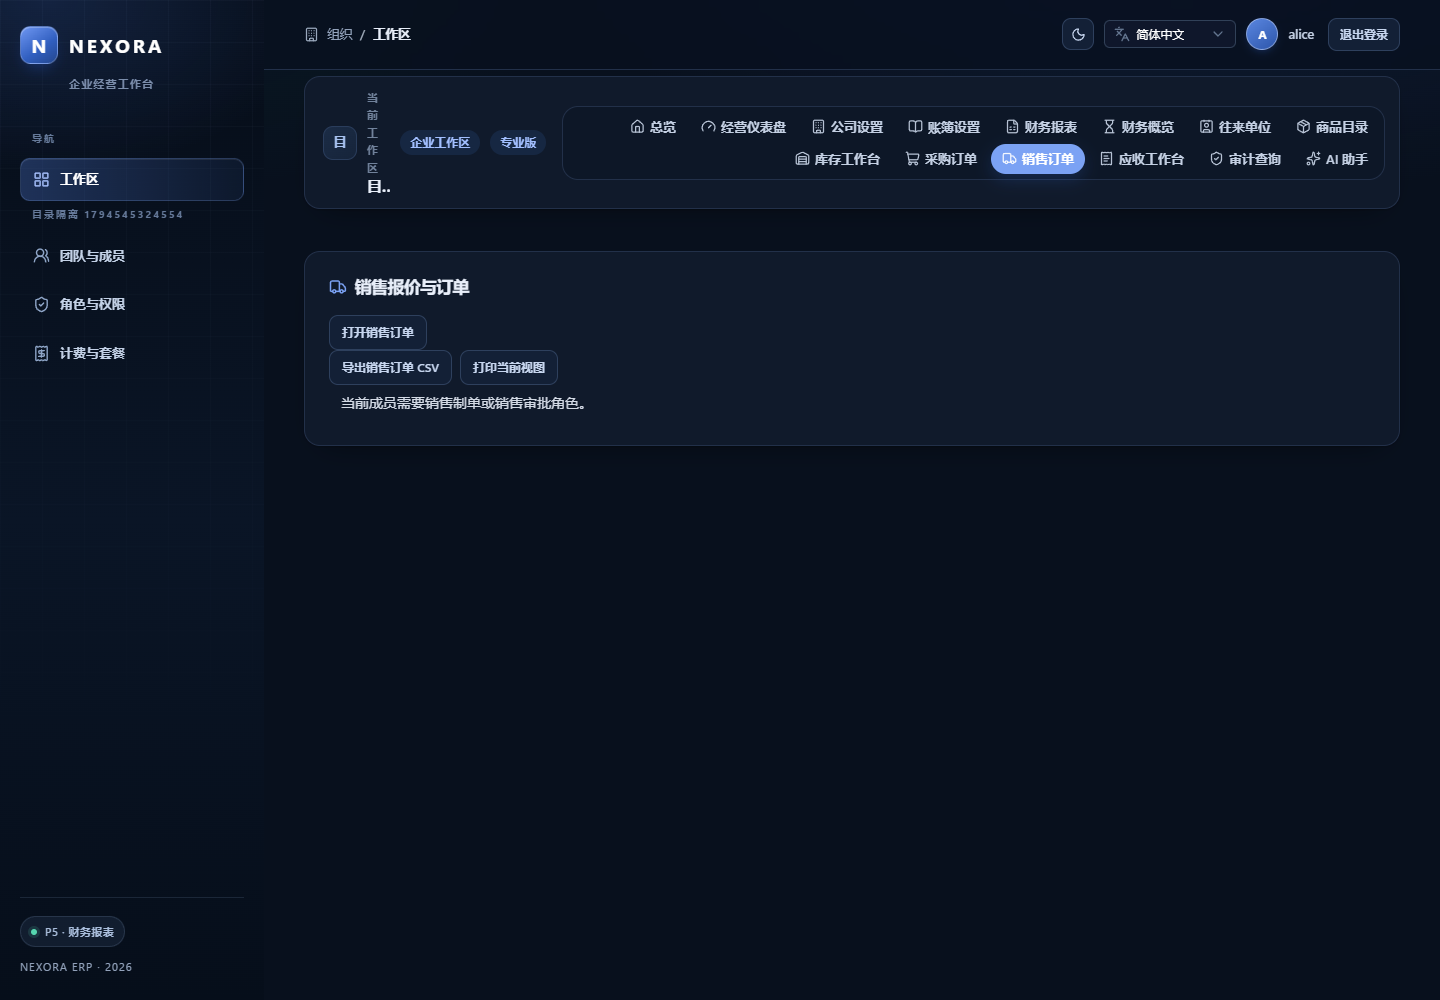 N NEXORA
企业经营工作台
导航
工作区
目录隔离 1794545324554
团队与成员
角色与权限
计费与套餐
P5 · 财务报表
NEXORA ERP · 2026
组织 / 工作区
简体中文
A alice
退出登录
目
当前工作区
目..
企业工作区 专业版
总览 经营仪表盘 公司设置 账簿设置 财务报表 财务概览 往来单位 商品目录
库存工作台 采购订单 销售订单 应收工作台 审计查询 AI 助手
销售报价与订单
打开销售订单
导出销售订单 CSV 打印当前视图
当前成员需要销售制单或销售审批角色。